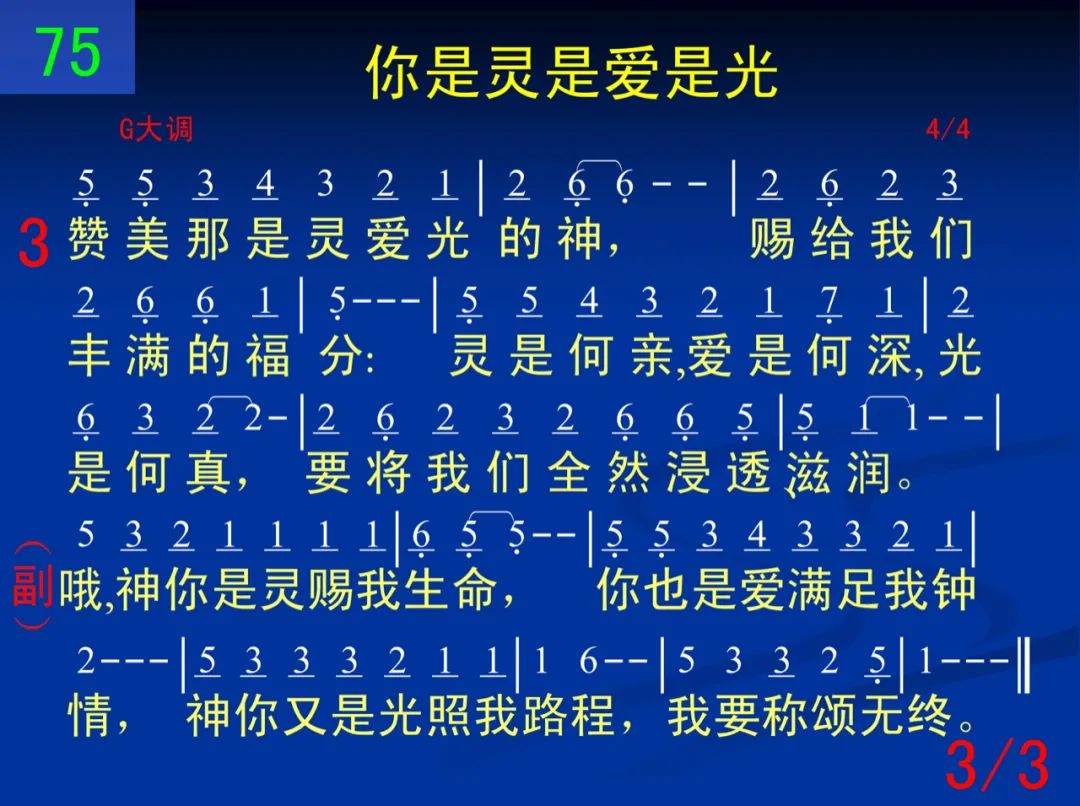 75
你是灵是爱是光
G大调 4/4
5 5 3 4 3 2 1 | 2 6 6 - - | 2 6 2 3
3 赞美那是灵爱光的神， 赐给我们
2 6 6 1 | 5--- | 5 5 4 3 2 1 7 1 | 2
丰满的福分: 灵是何亲,爱是何深,光
6 3 2 2- | 2 6 2 3 2 6 6 5 | 5 1 1-- |
是何真， 要将我们全然浸透滋润。
5 3 2 1 1 1 1 | 6 5 5-- | 5 5 3 4 3 3 2 1 |
（副） 哦,神你是灵赐我生命， 你也是爱满足我钟
2--- | 5 3 3 3 2 1 1 | 1 6-- | 5 3 3 2 5 | 1--- ||
情， 神你又是光照我路程，我要称颂无终。
3/3